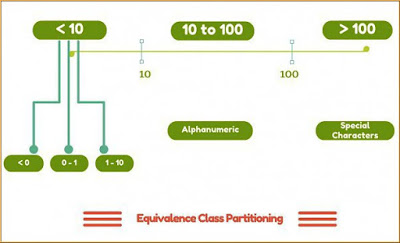 < 10
10 to 100
> 100
10
100
Alphanumeric
Special
Characters
< 0
0 - 1
1 - 10
Equivalence Class Partitioning